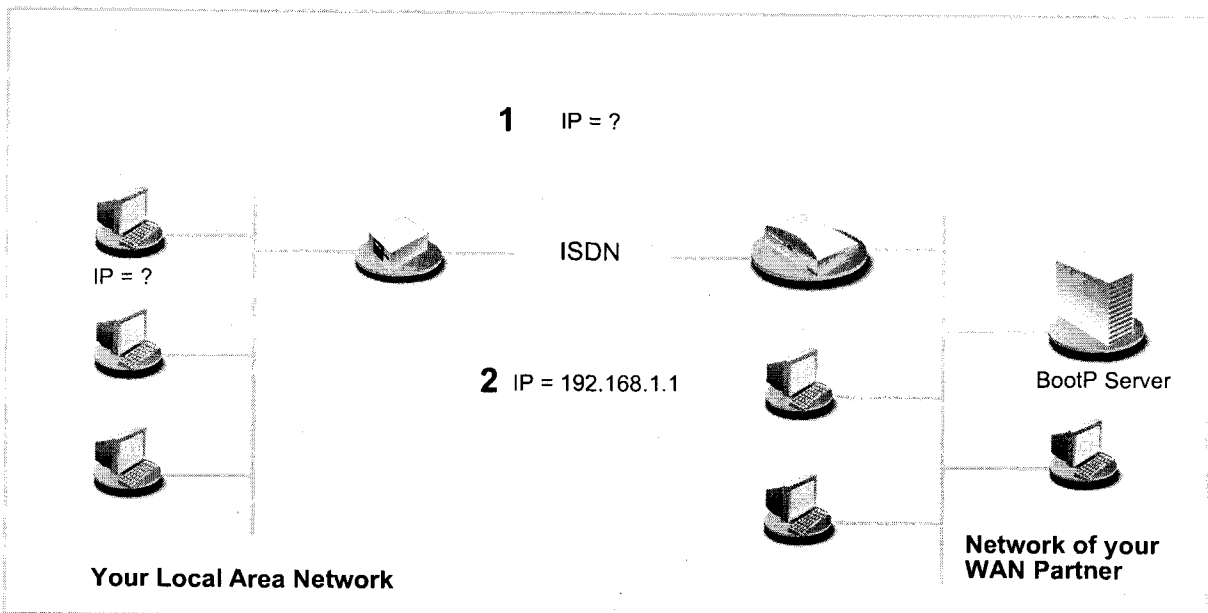 1 IP = ?
IP = ?
ISDN
2 IP = 192.168.1.1
BootP Server
Your Local Area Network
Network of your
WAN Partner